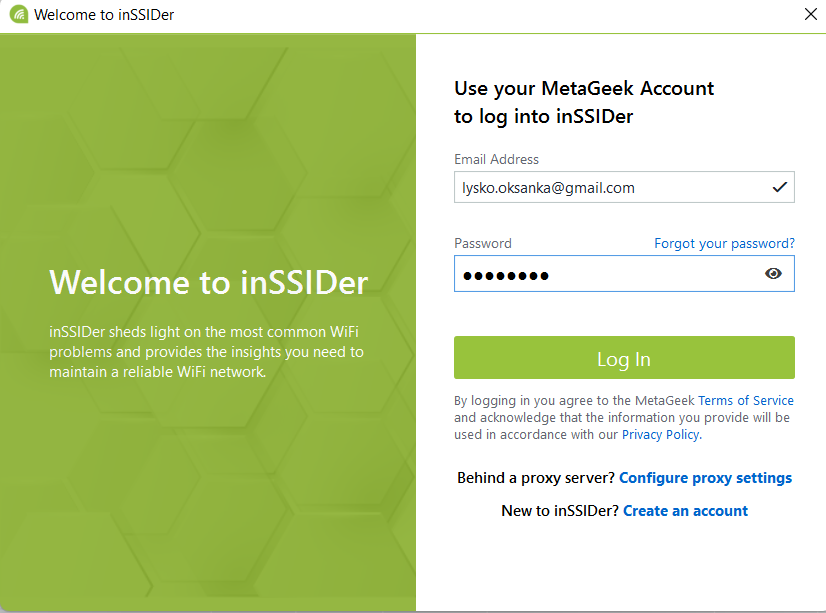 Welcome to inSSIDer
Welcome to inSSIDer
inSSIDer sheds light on the most common WiFi
problems and provides the insights you need to
maintain a reliable WiFi network.
Use your MetaGeek Account
to log into inSSIDer
Email Address
lysko.oksanka@gmail.com
Password
Forgot your password?
Log In
By logging in you agree to the MetaGeek Terms of Service
and acknowledge that the information you provide will be
used in accordance with our Privacy Policy.
Behind a proxy server? Configure proxy settings
New to inSSIDer? Create an account